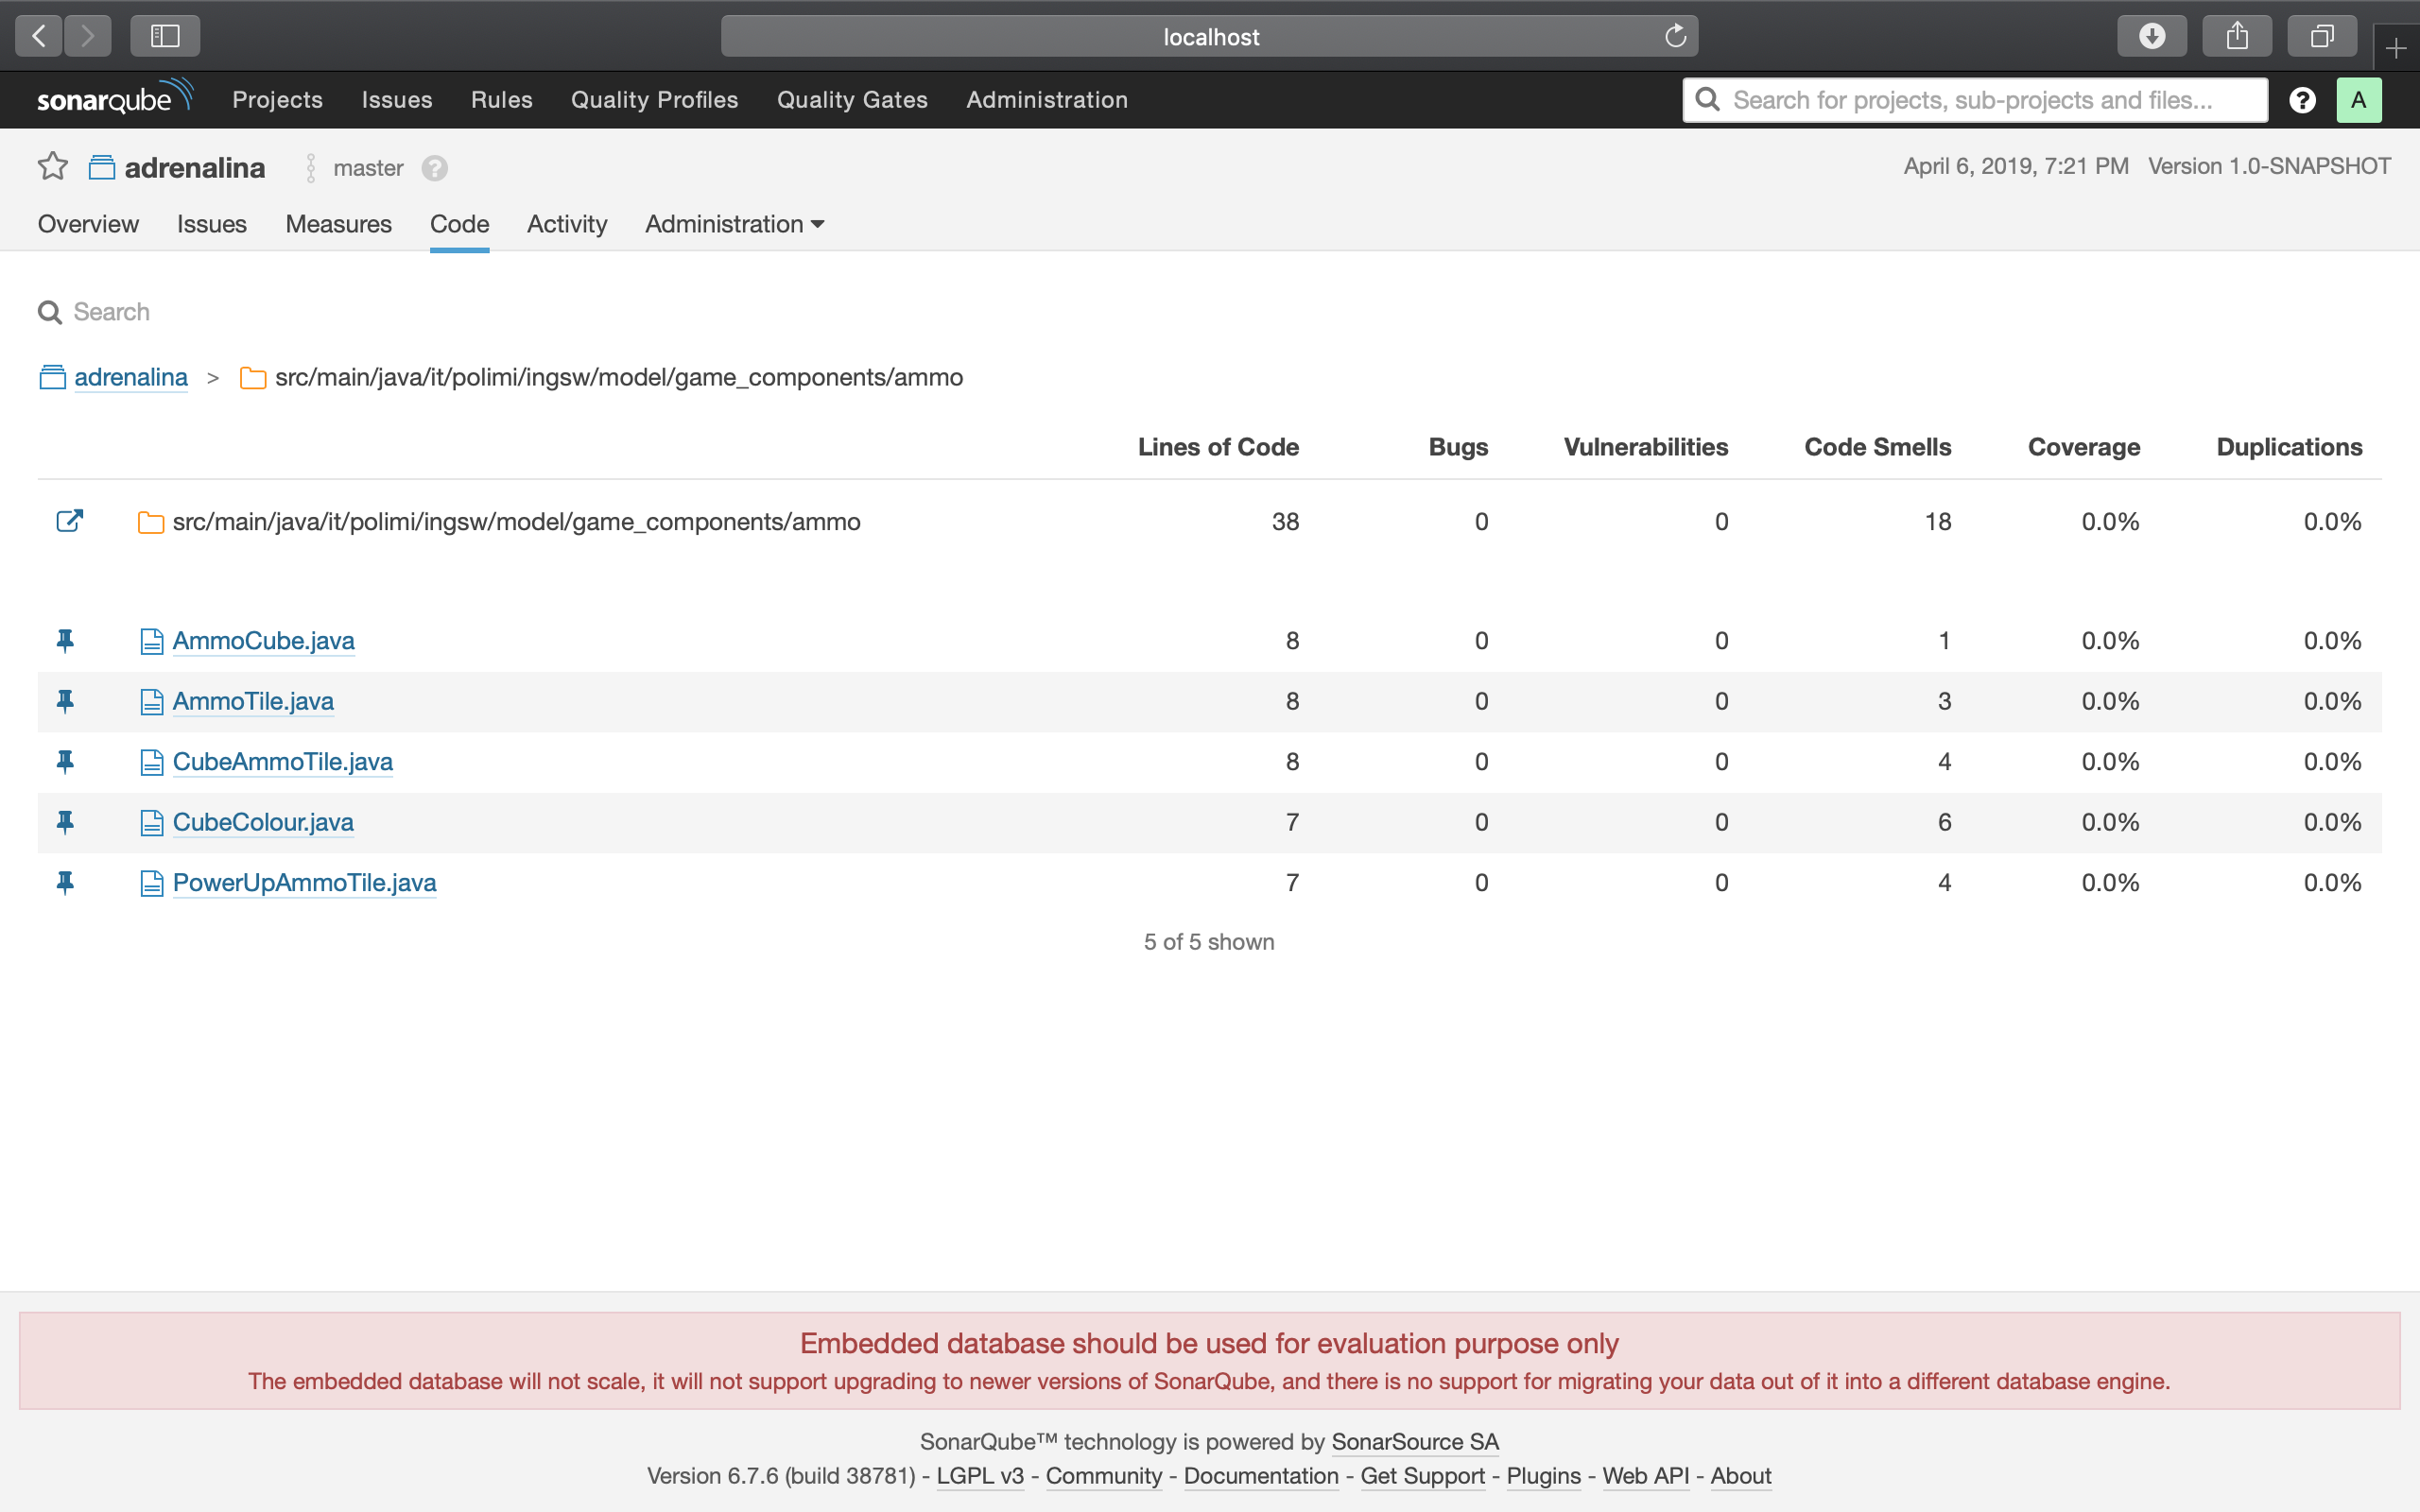 localhost
sonarqube Projects Issues Rules Quality Profiles Quality Gates Administration Search for projects, sub-projects and files... ? A
adrenalina master ? April 6, 2019, 7:21 PM Version 1.0-SNAPSHOT
Overview Issues Measures Code Activity Administration
Search
adrenalina > src/main/java/it/polimi/ingsw/model/game_components/ammo
Lines of Code Bugs Vulnerabilities Code Smells Coverage Duplications
src/main/java/it/polimi/ingsw/model/game_components/ammo 38 0 0 18 0.0% 0.0%
AmmoCube.java 8 0 0 1 0.0% 0.0%
AmmoTile.java 8 0 0 3 0.0% 0.0%
CubeAmmoTile.java 8 0 0 4 0.0% 0.0%
CubeColour.java 7 0 0 6 0.0% 0.0%
PowerUpAmmoTile.java 7 0 0 4 0.0% 0.0%
5 of 5 shown
Embedded database should be used for evaluation purpose only
The embedded database will not scale, it will not support upgrading to newer versions of SonarQube, and there is no support for migrating your data out of it into a different database engine.
SonarQube™ technology is powered by SonarSource SA
Version 6.7.6 (build 38781) - LGPL v3 - Community - Documentation - Get Support - Plugins - Web API - About